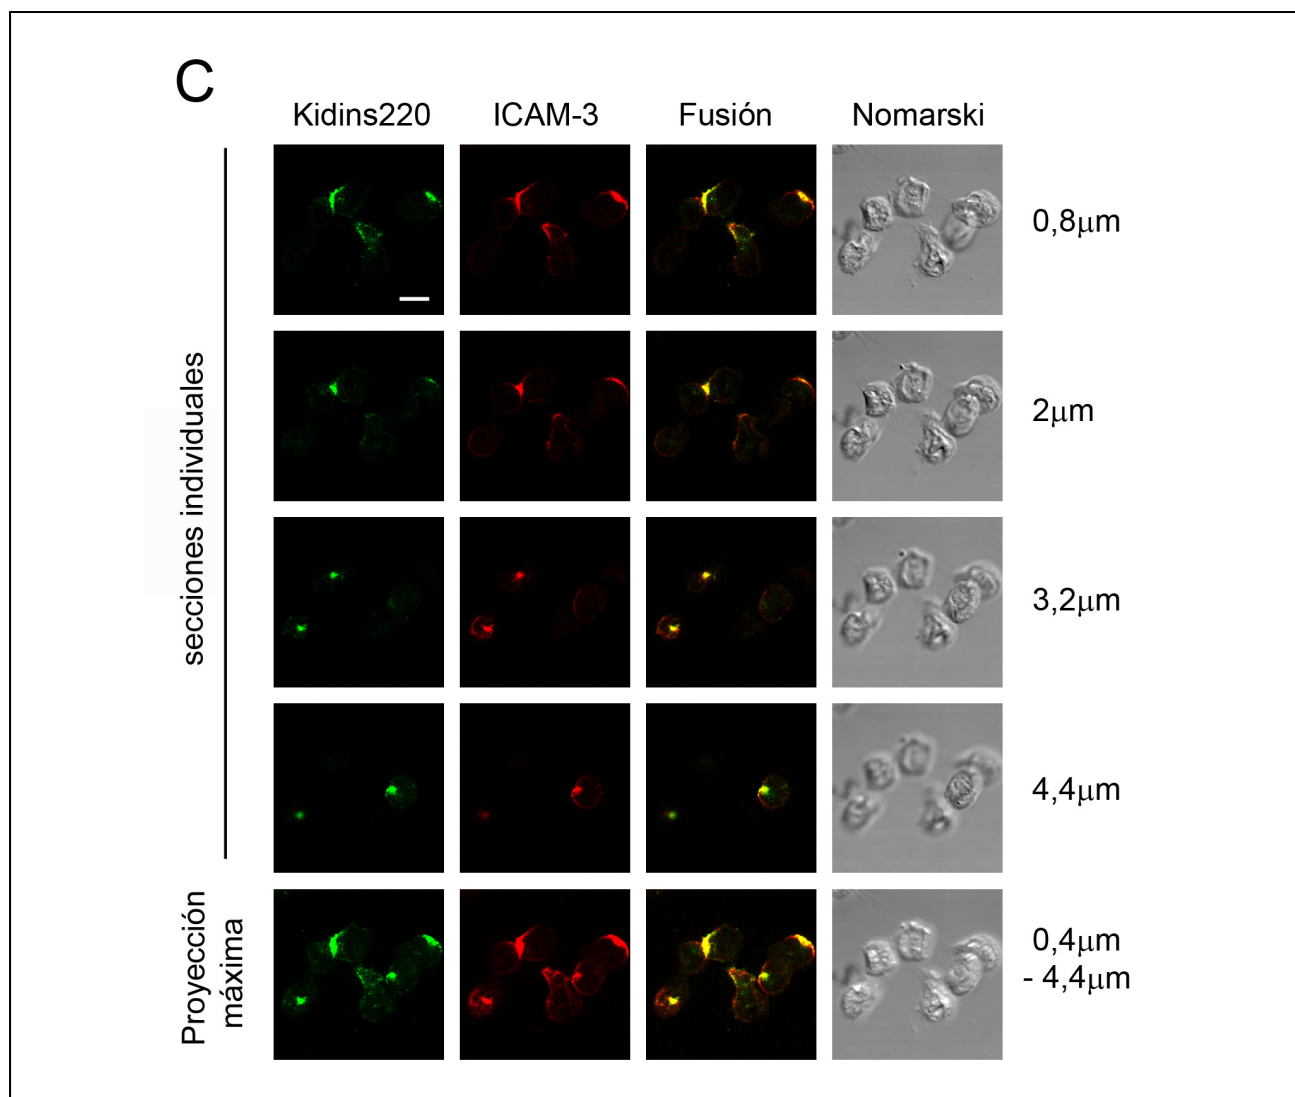 C
Kidins220 ICAM-3 Fusión Nomarski
secciones individuales
0,8μm
2μm
3,2μm
4,4μm
Proyección
máxima
0,4μm
- 4,4μm